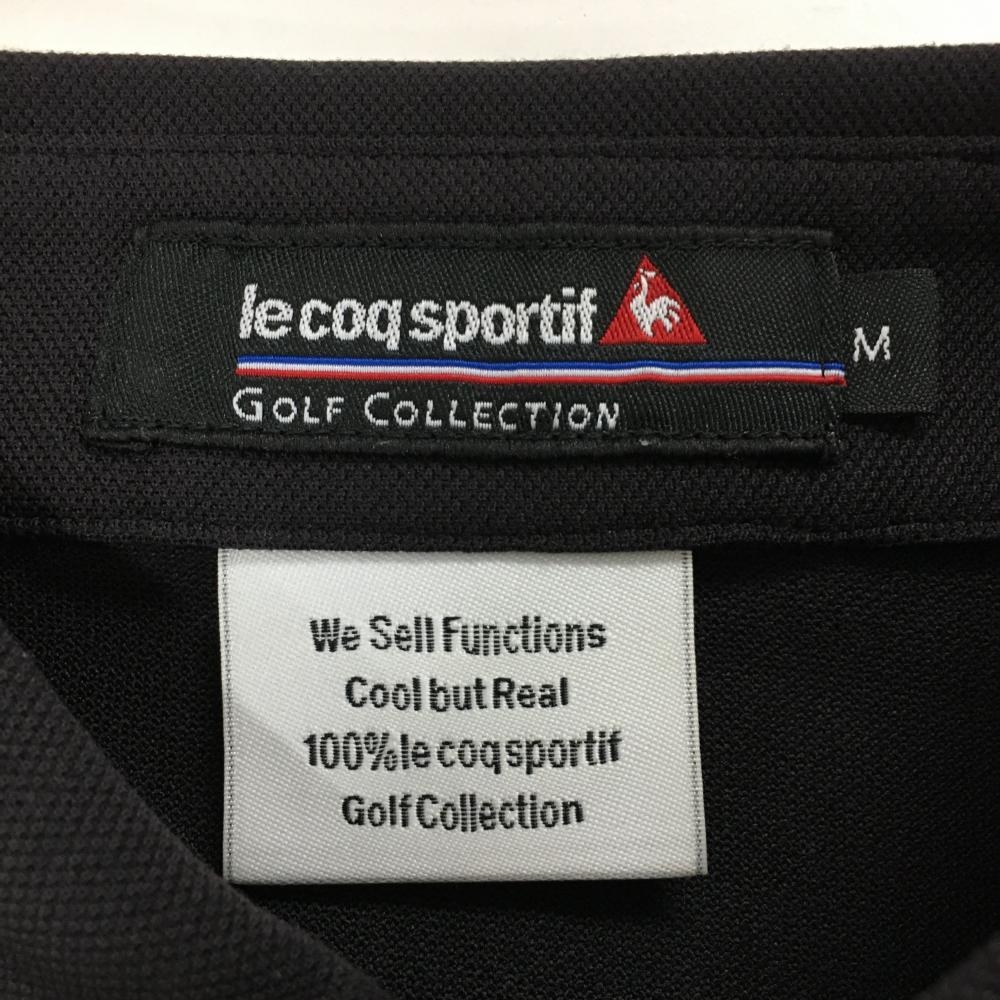 le coq sportif
M
GOLF COLLECTION
We Sell Functions
Cool but Real
100% le coq sportif
Golf Collection